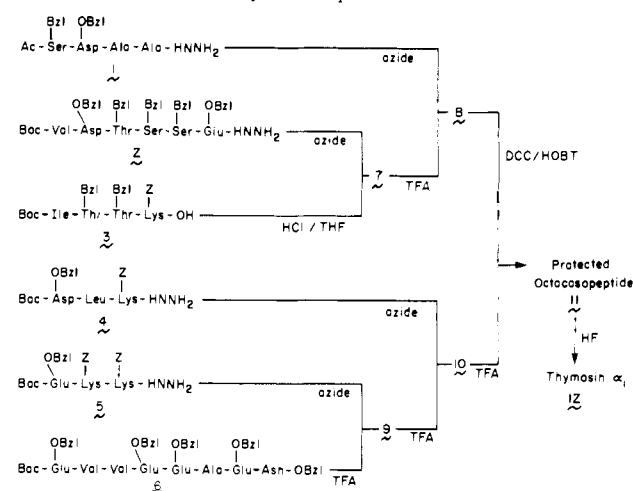 Bzl OBzl
Ac-Ser-Asp-Ala-Ala-HNNH2
1
azide
8
OBzl Bzl Bzl Bzl OBzl
Boc-Val-Asp-Thr-Ser-Ser-Glu-HNNH2
2
azide
DCC/HOBT
7
TFA
Bzl Bzl Z
Boc-Ile-Thr-Thr-Lys-OH
3
HCl/THF
Protected
Octacosapeptide
11
OBzl Z
Boc-Asp-Leu-Lys-HNNH2
4
azide
HF
10
TFA
Thymosin α1
12
OBzl Z Z
Boc-Glu-Lys-Lys-HNNH2
5
azide
9
TFA
OBzl OBzl OBzl OBzl
Boc-Glu-Val-Val-Glu-Glu-Ala-Glu-Asn-OBzl
6
TFA